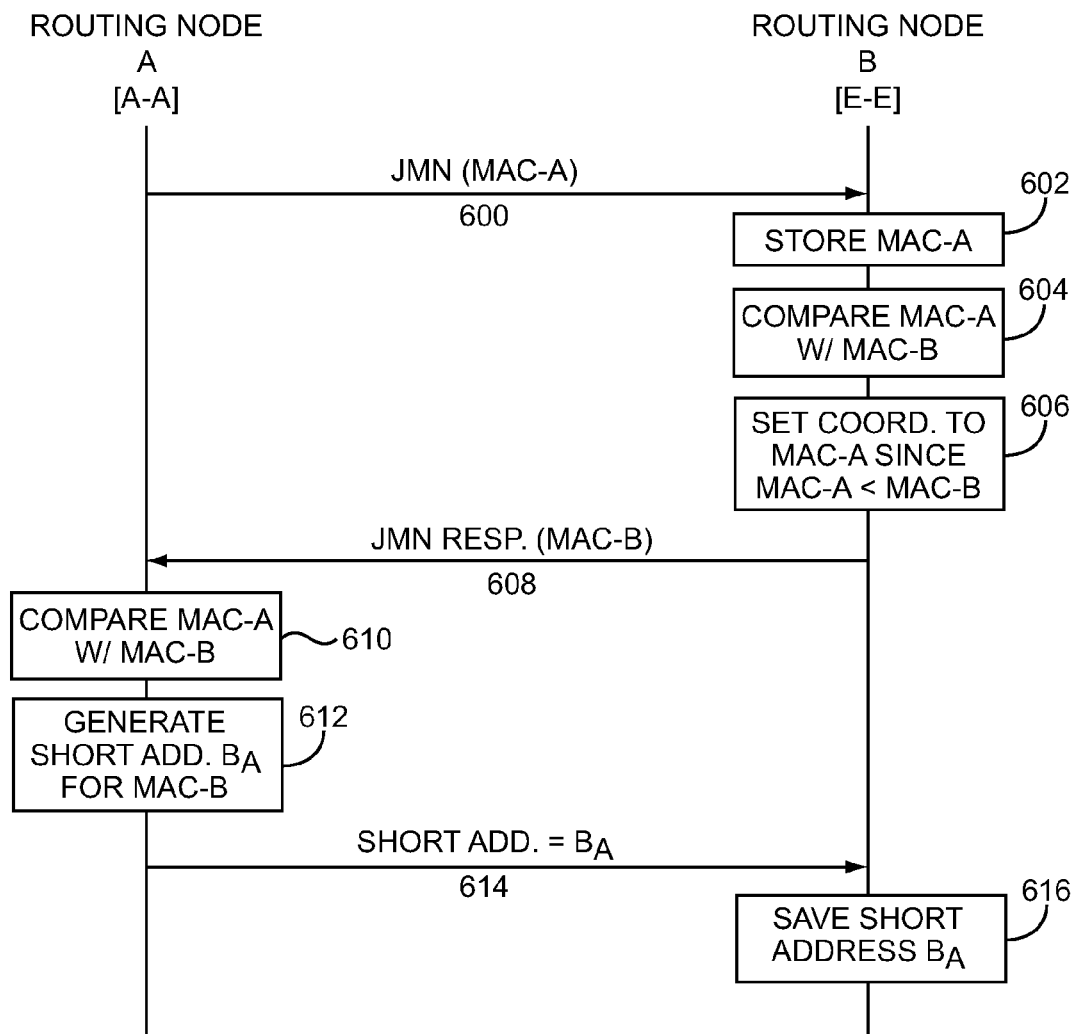 ROUTING NODE
A
[A-A]
ROUTING NODE
B
[E-E]
JMN (MAC-A)
600
602
STORE MAC-A
604
COMPARE MAC-A
W/ MAC-B
606
SET COORD. TO
MAC-A SINCE
MAC-A < MAC-B
JMN RESP. (MAC-B)
608
COMPARE MAC-A
W/ MAC-B
610
GENERATE
SHORT ADD. BA
FOR MAC-B
612
SHORT ADD. = BA
614
616
SAVE SHORT
ADDRESS BA